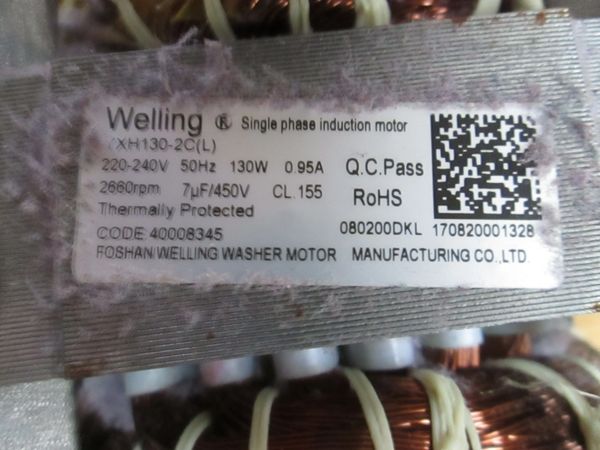 Welling ® Single phase induction motor
YXH130-2C(L)
220-240V 50Hz 130W 0.95A Q.C.Pass
2660rpm 7µF/450V CL.155 RoHS
Thermally Protected
080200DKL 170820001328
CODE 40008345
FOSHAN WELLING WASHER MOTOR MANUFACTURING CO.,LTD.